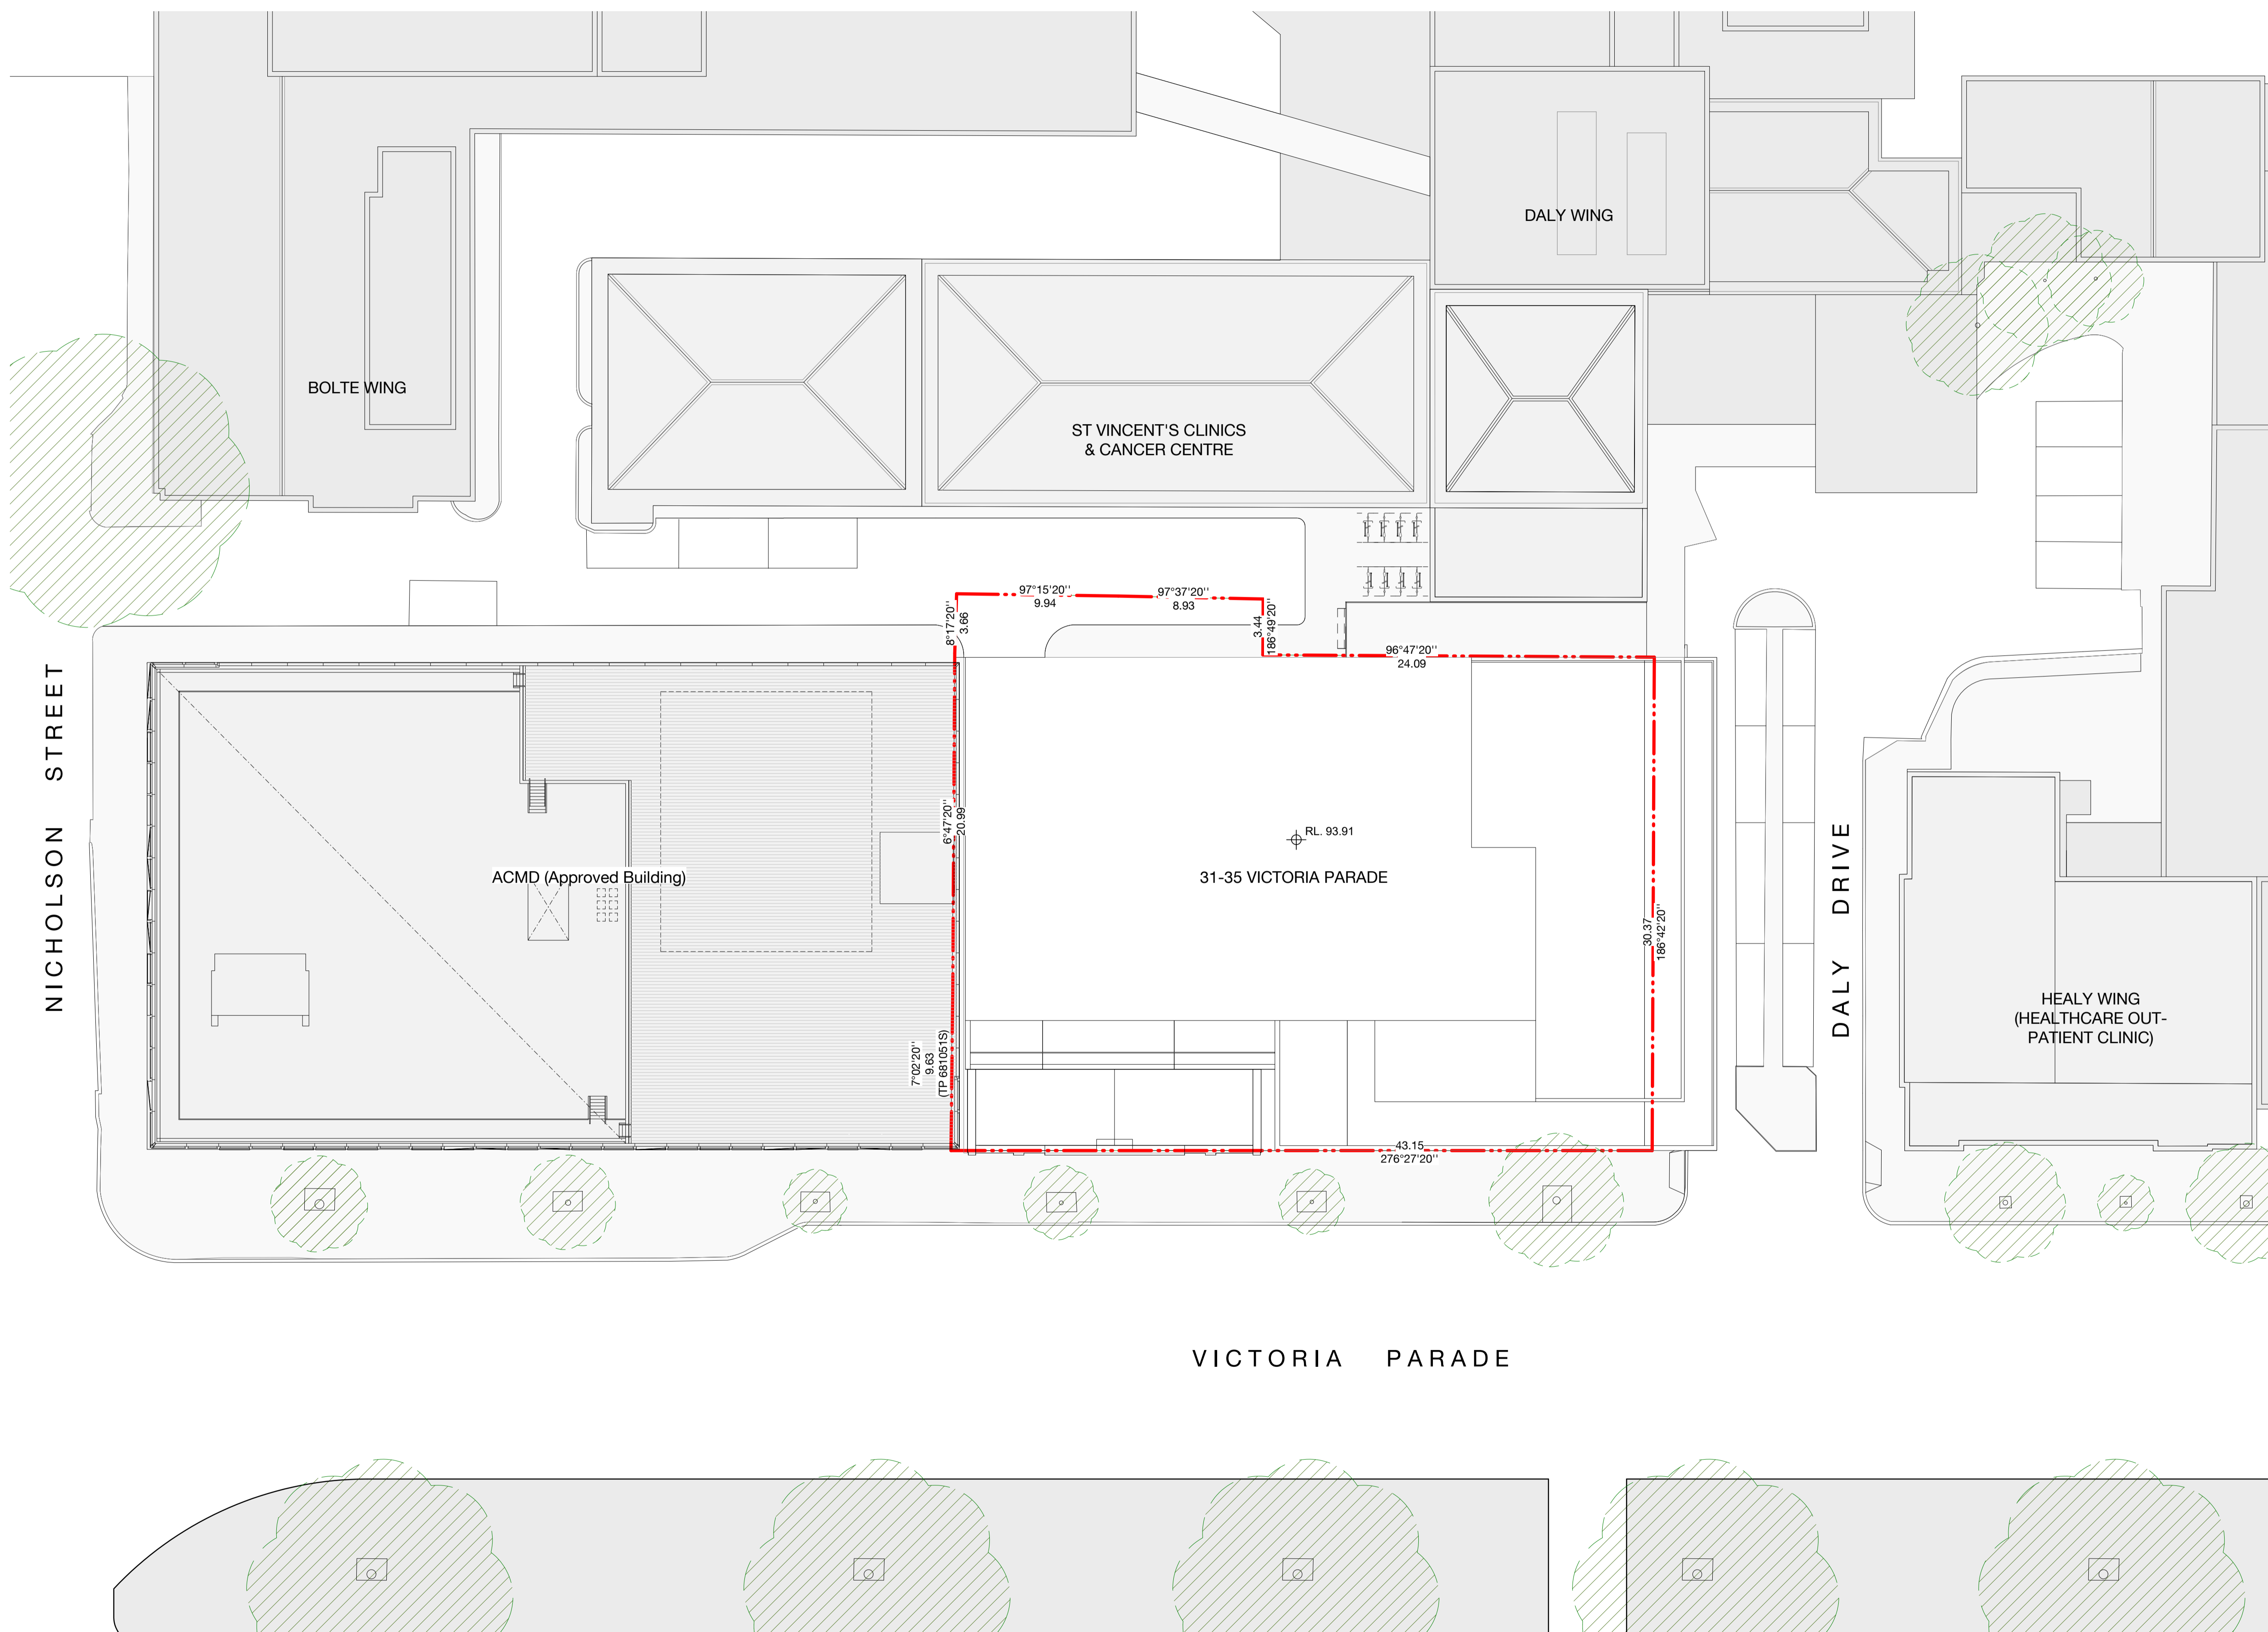 DALY WING
BOLTE WING
ST VINCENT'S CLINICS
& CANCER CENTRE
97°15'20''
9.94
97°37'20''
8.93
8°17'20''
3.66
3.44
186°49'20''
96°47'20''
24.09
NICHOLSON STREET
6°47'20''
20.99
RL. 93.91
ACMD (Approved Building)
31-35 VICTORIA PARADE
DALY DRIVE
30.37
186°42'20''
HEALY WING
(HEALTHCARE OUT-
PATIENT CLINIC)
7°02'20''
9.63
(TP 681051S)
43.15
276°27'20''
VICTORIA PARADE